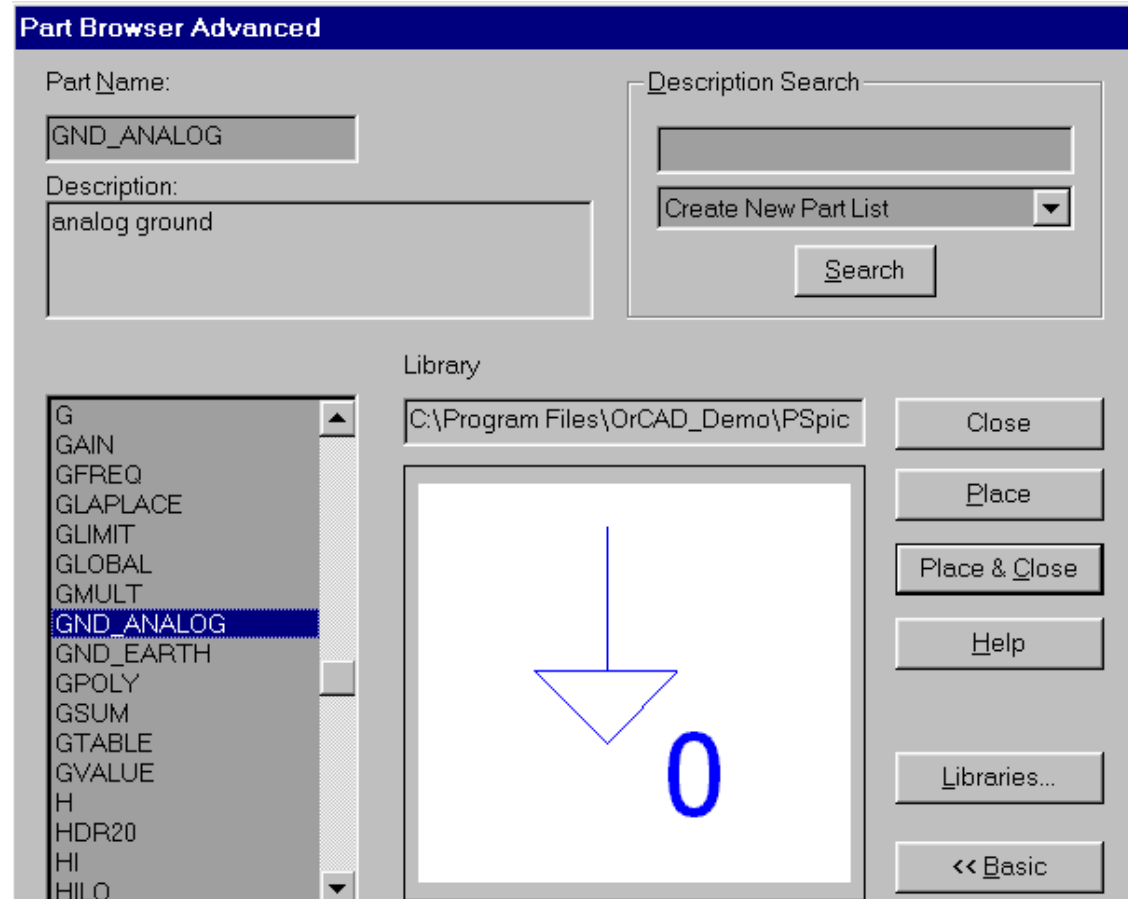 Part Browser Advanced
Part Name:
GND_ANALOG
Description:
analog ground
Description Search
Create New Part List
Search
Library
C:\Program Files\OrCAD_Demo\PSpic
G
GAIN
GFREQ
GLAPLACE
GLIMIT
GLOBAL
GMULT
GND_ANALOG
GND_EARTH
GPOLY
GSUM
GTABLE
GVALUE
H
HDR20
HI
HILO
0
Close
Place
Place & Close
Help
Libraries...
<< Basic